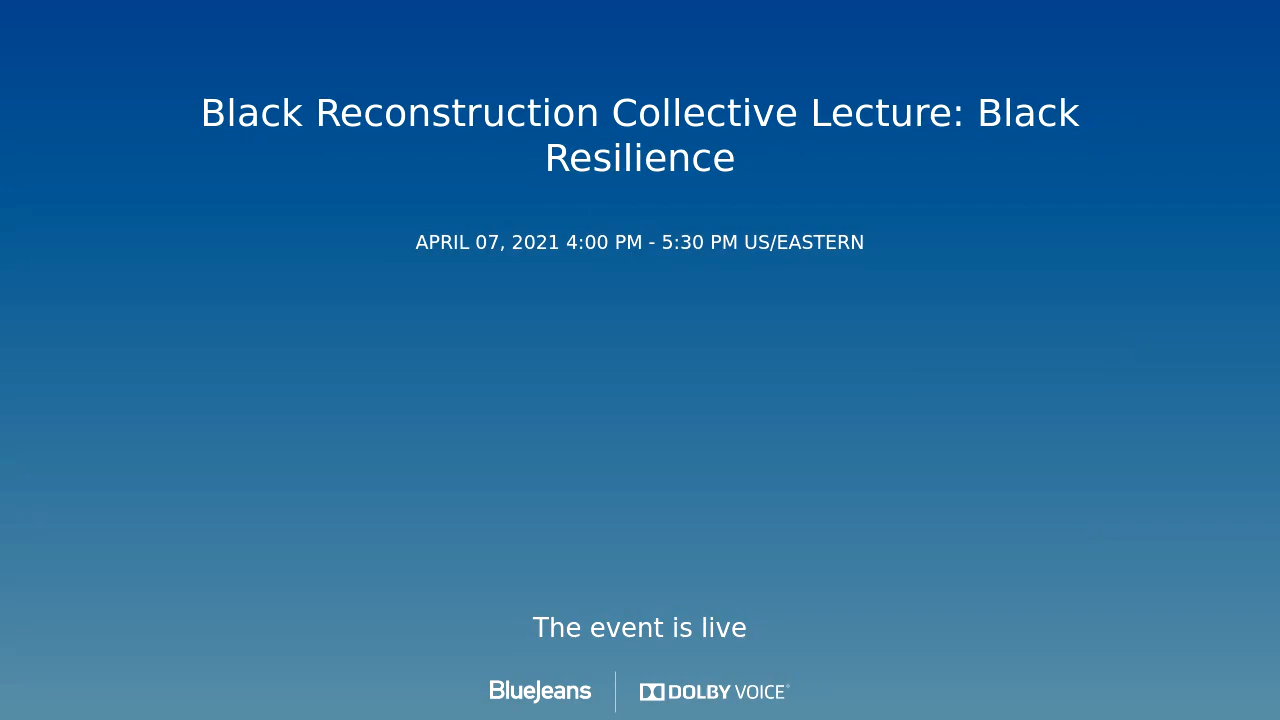 Black Reconstruction Collective Lecture: Black
Resilience
APRIL 07, 2021 4:00 PM - 5:30 PM US/EASTERN
The event is live
BlueJeans
DOLBY VOICE®